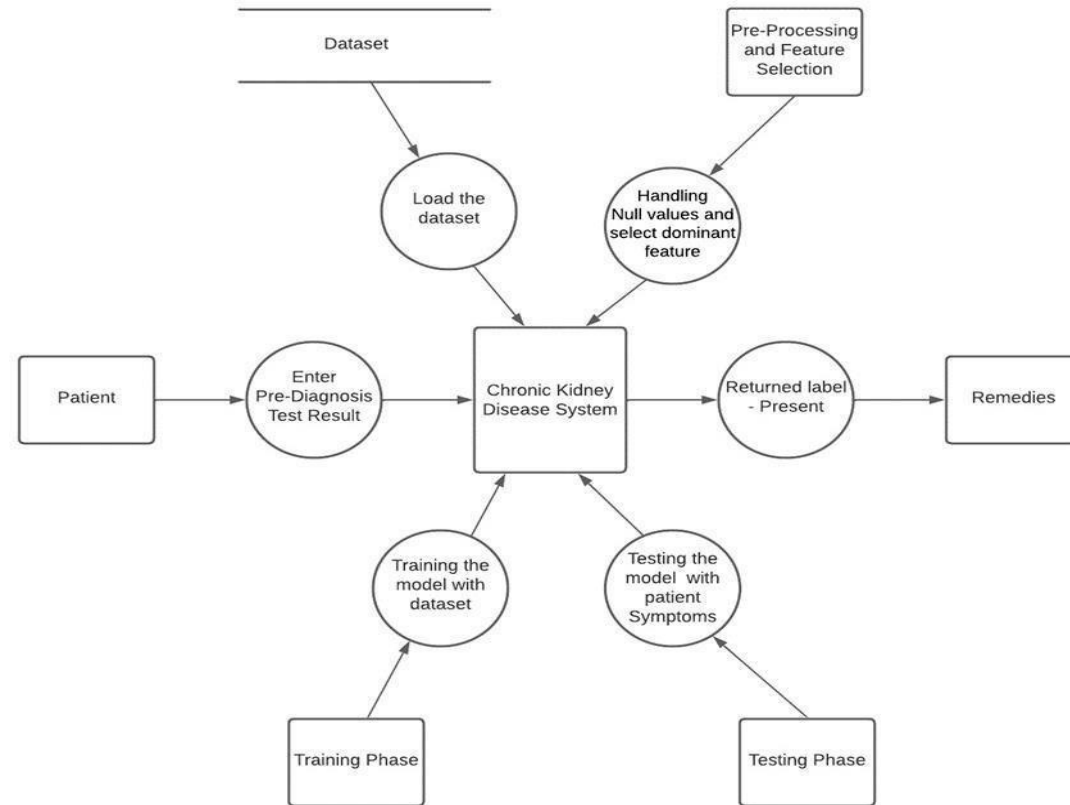 Dataset
Pre-Processing
and Feature
Selection
Load the
dataset
Handling
Null values and
select dominant
feature
Patient
Enter
Pre-Diagnosis
Test Result
Chronic Kidney
Disease System
Returned label
- Present
Remedies
Training the
model with
dataset
Testing the
model with
patient
Symptoms
Training Phase
Testing Phase